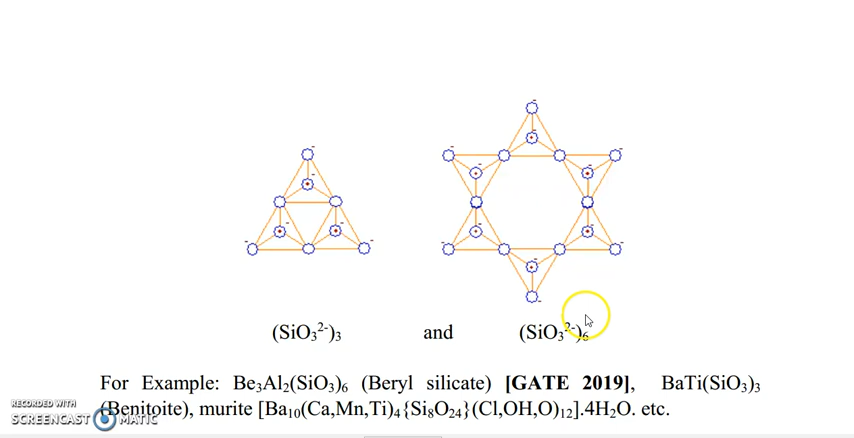 (SiO₃²⁻)₃ and (SiO₃²⁻)₆
For Example: Be₃Al₂(SiO₃)₆ (Beryl silicate) [GATE 2019], BaTi(SiO₃)₃
(Benitoite), murite [Ba₁₀(Ca,Mn,Ti)₄{Si₈O₂₄}(Cl,OH,O)₁₂].4H₂O. etc.
RECORDED WITH
SCREENCAST MATIC